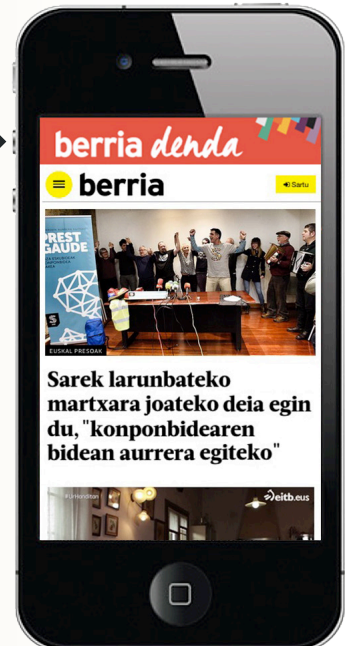 berria denda
berria
Sartu
PREST
GAUDE
EUSKAL PRESOAK
Sarek larunbateko
martxara joateko deia egin
du, "konponbidearen
bidean aurrera egiteko"
eitb.eus